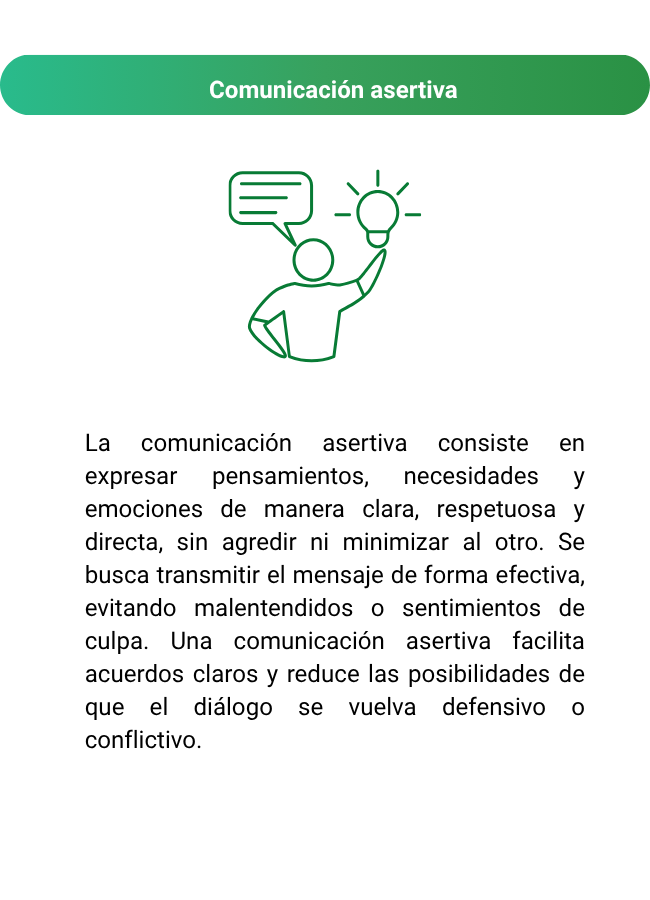 Comunicación asertiva
La comunicación asertiva consiste en
expresar pensamientos, necesidades y
emociones de manera clara, respetuosa y
directa, sin agredir ni minimizar al otro. Se
busca transmitir el mensaje de forma efectiva,
evitando malentendidos o sentimientos de
culpa. Una comunicación asertiva facilita
acuerdos claros y reduce las posibilidades de
que el diálogo se vuelva defensivo o
conflictivo.